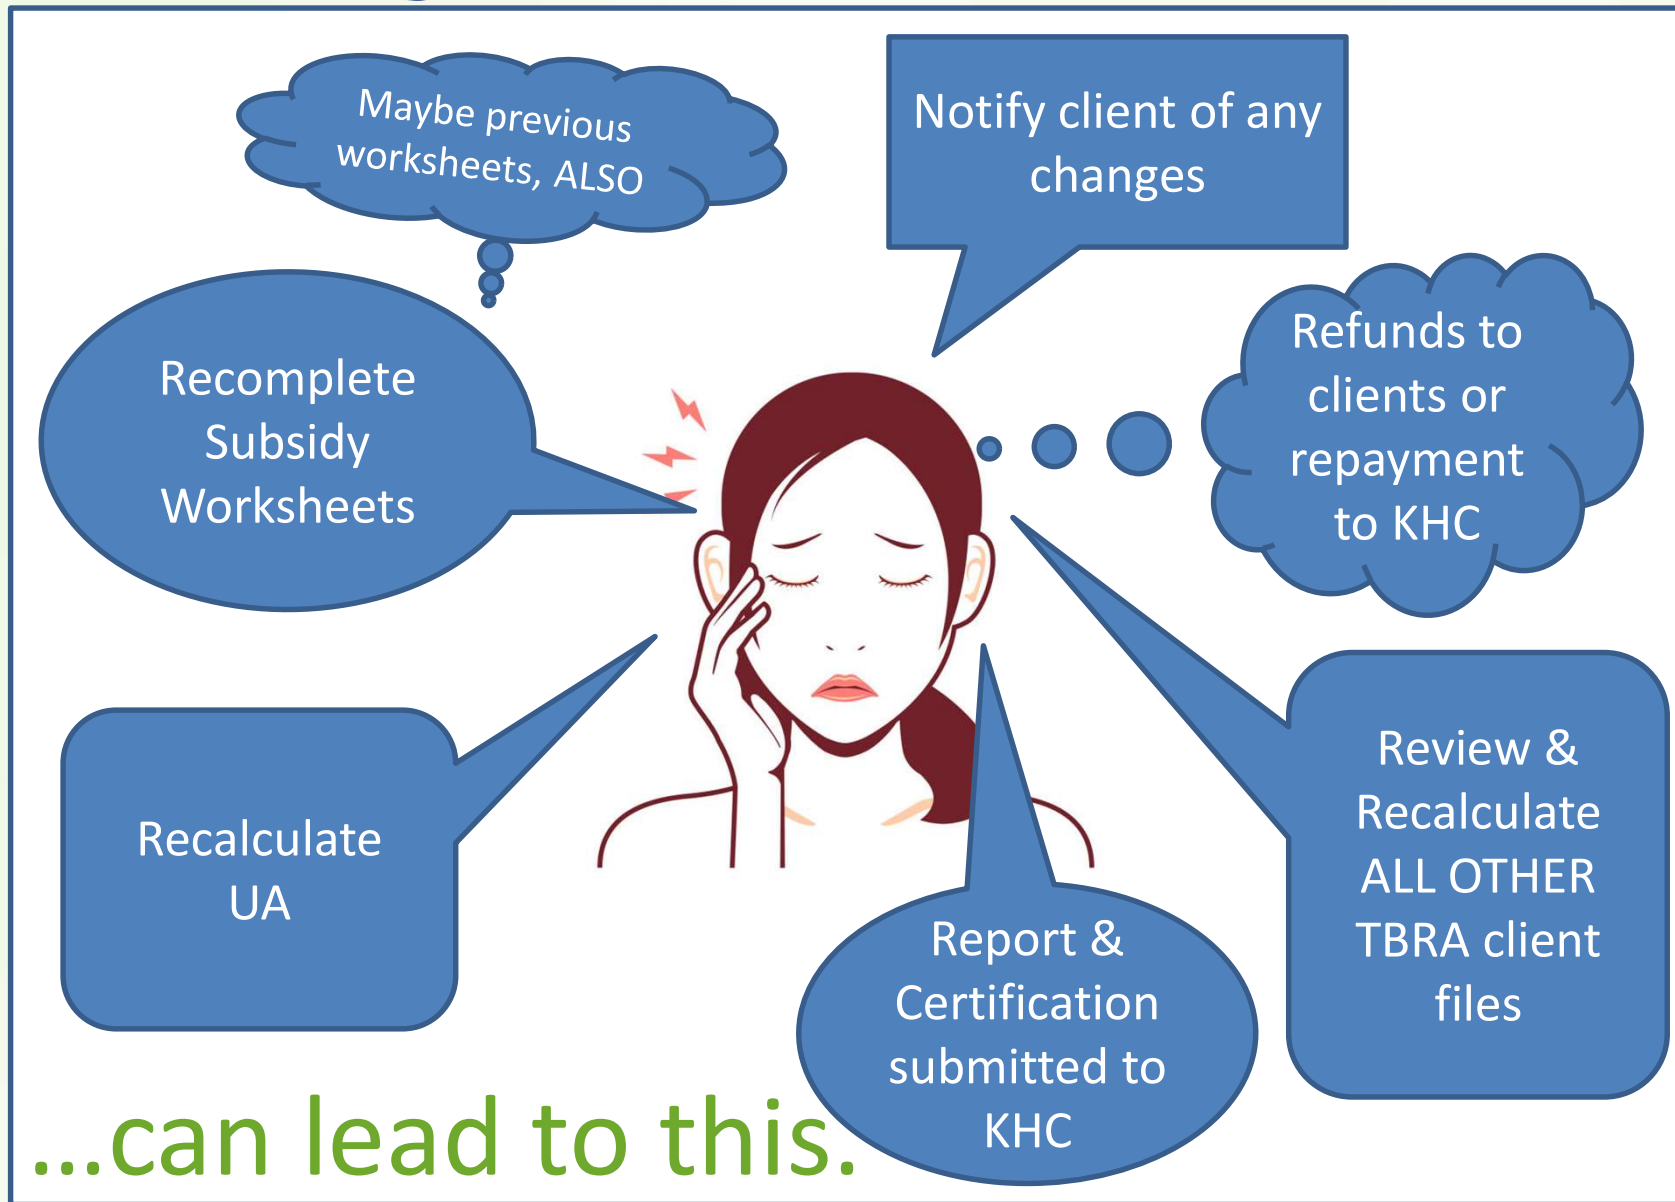 Maybe previous
worksheets, ALSO
Notify client of any
changes
Recomplete
Subsidy
Worksheets
Refunds to
clients or
repayment
to KHC
Recalculate
UA
Report &
Certification
submitted to
KHC
Review &
Recalculate
ALL OTHER
TBRA client
files
...can lead to this.